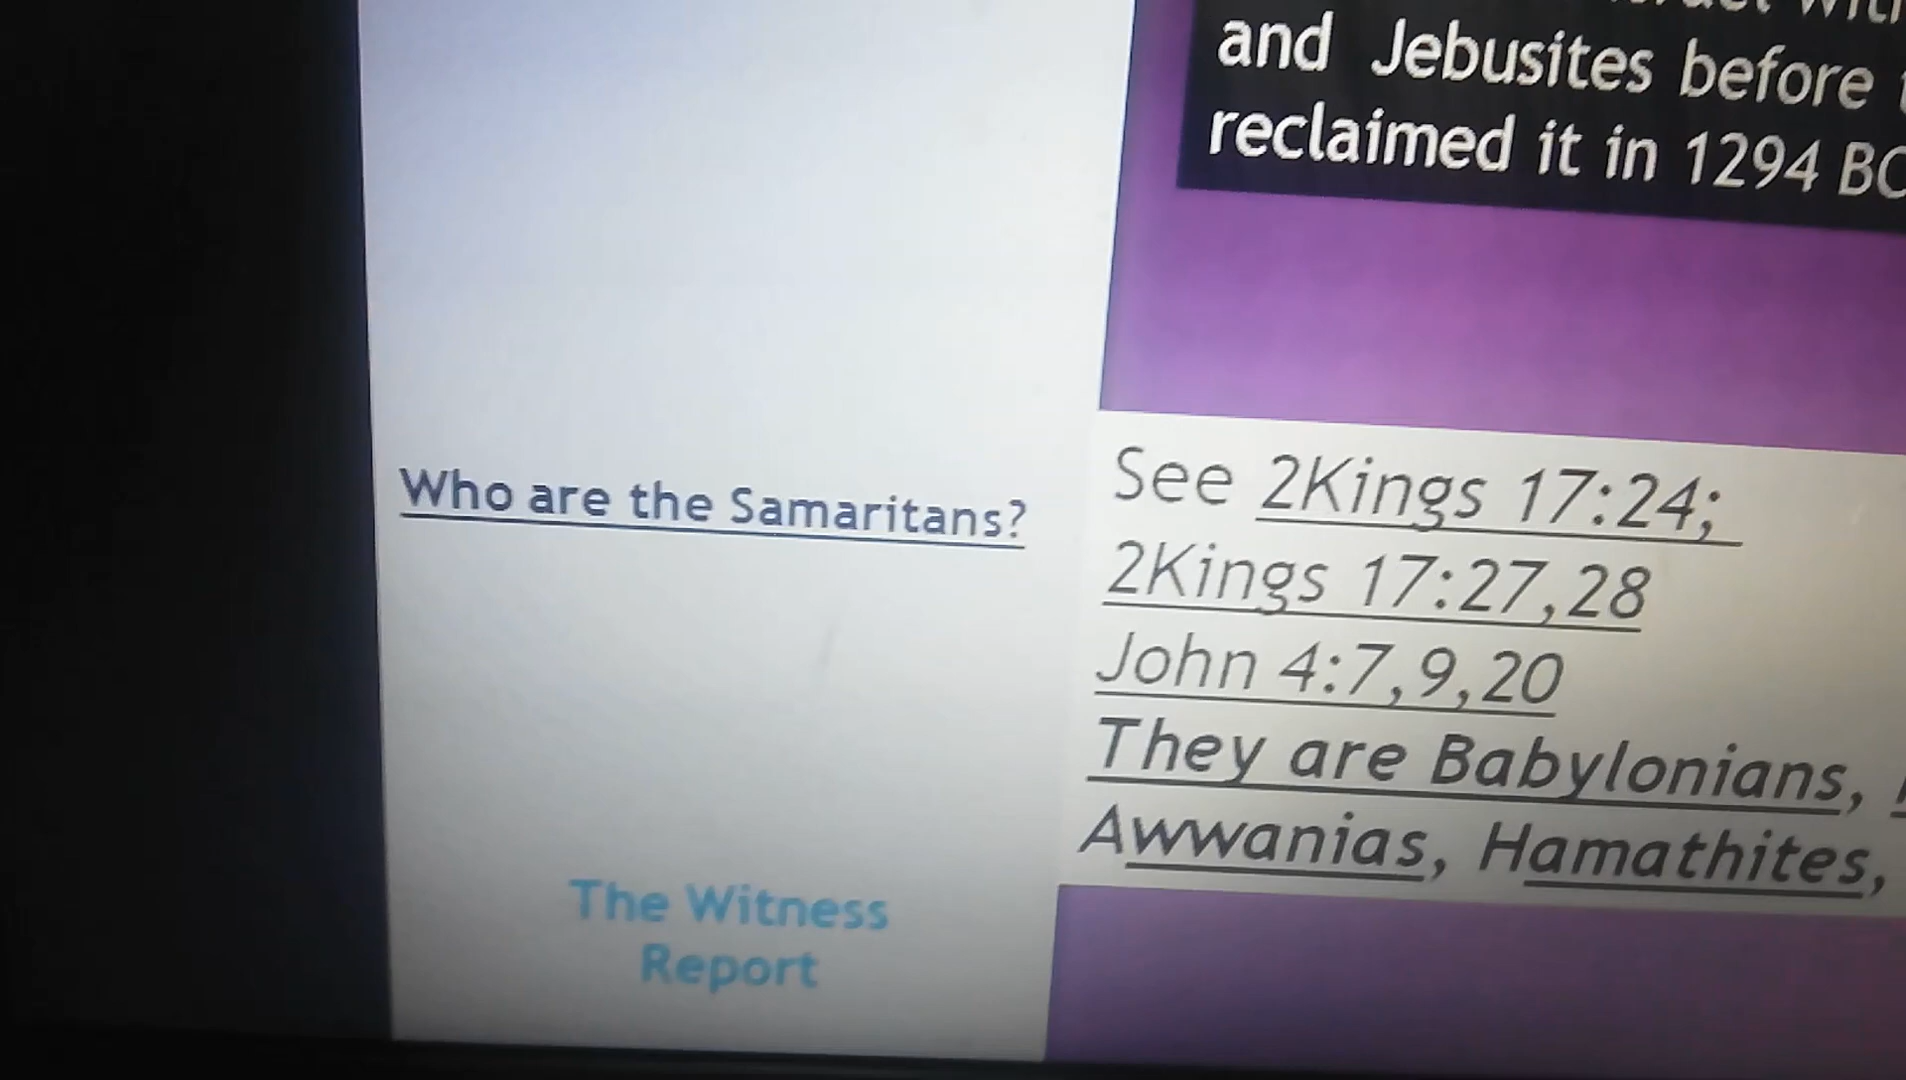 and Jebusites before
reclaimed it in 1294 BC
Who are the Samaritans?
See 2Kings 17:24;
2Kings 17:27,28
John 4:7,9,20
They are Babylonians,
Awwanias, Hamathites,
The Witness
Report